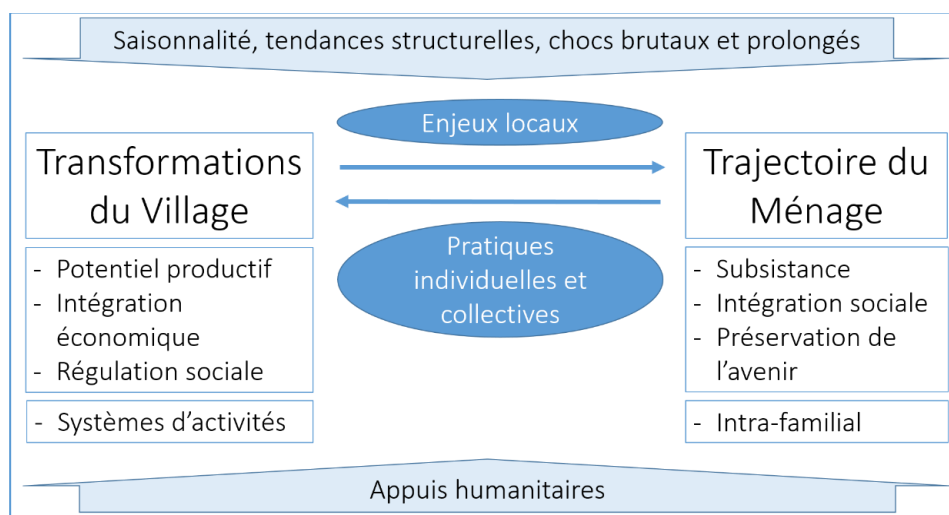 Saisonnalité, tendances structurelles, chocs brutaux et prolongés
Enjeux locaux
Transformations
du Village
Trajectoire du
Ménage
Pratiques
individuelles et
collectives
- Potentiel productif
- Intégration
économique
- Régulation sociale
- Systèmes d'activités
- Subsistance
- Intégration sociale
- Préservation de
l'avenir
- Intra-familial
Appuis humanitaires